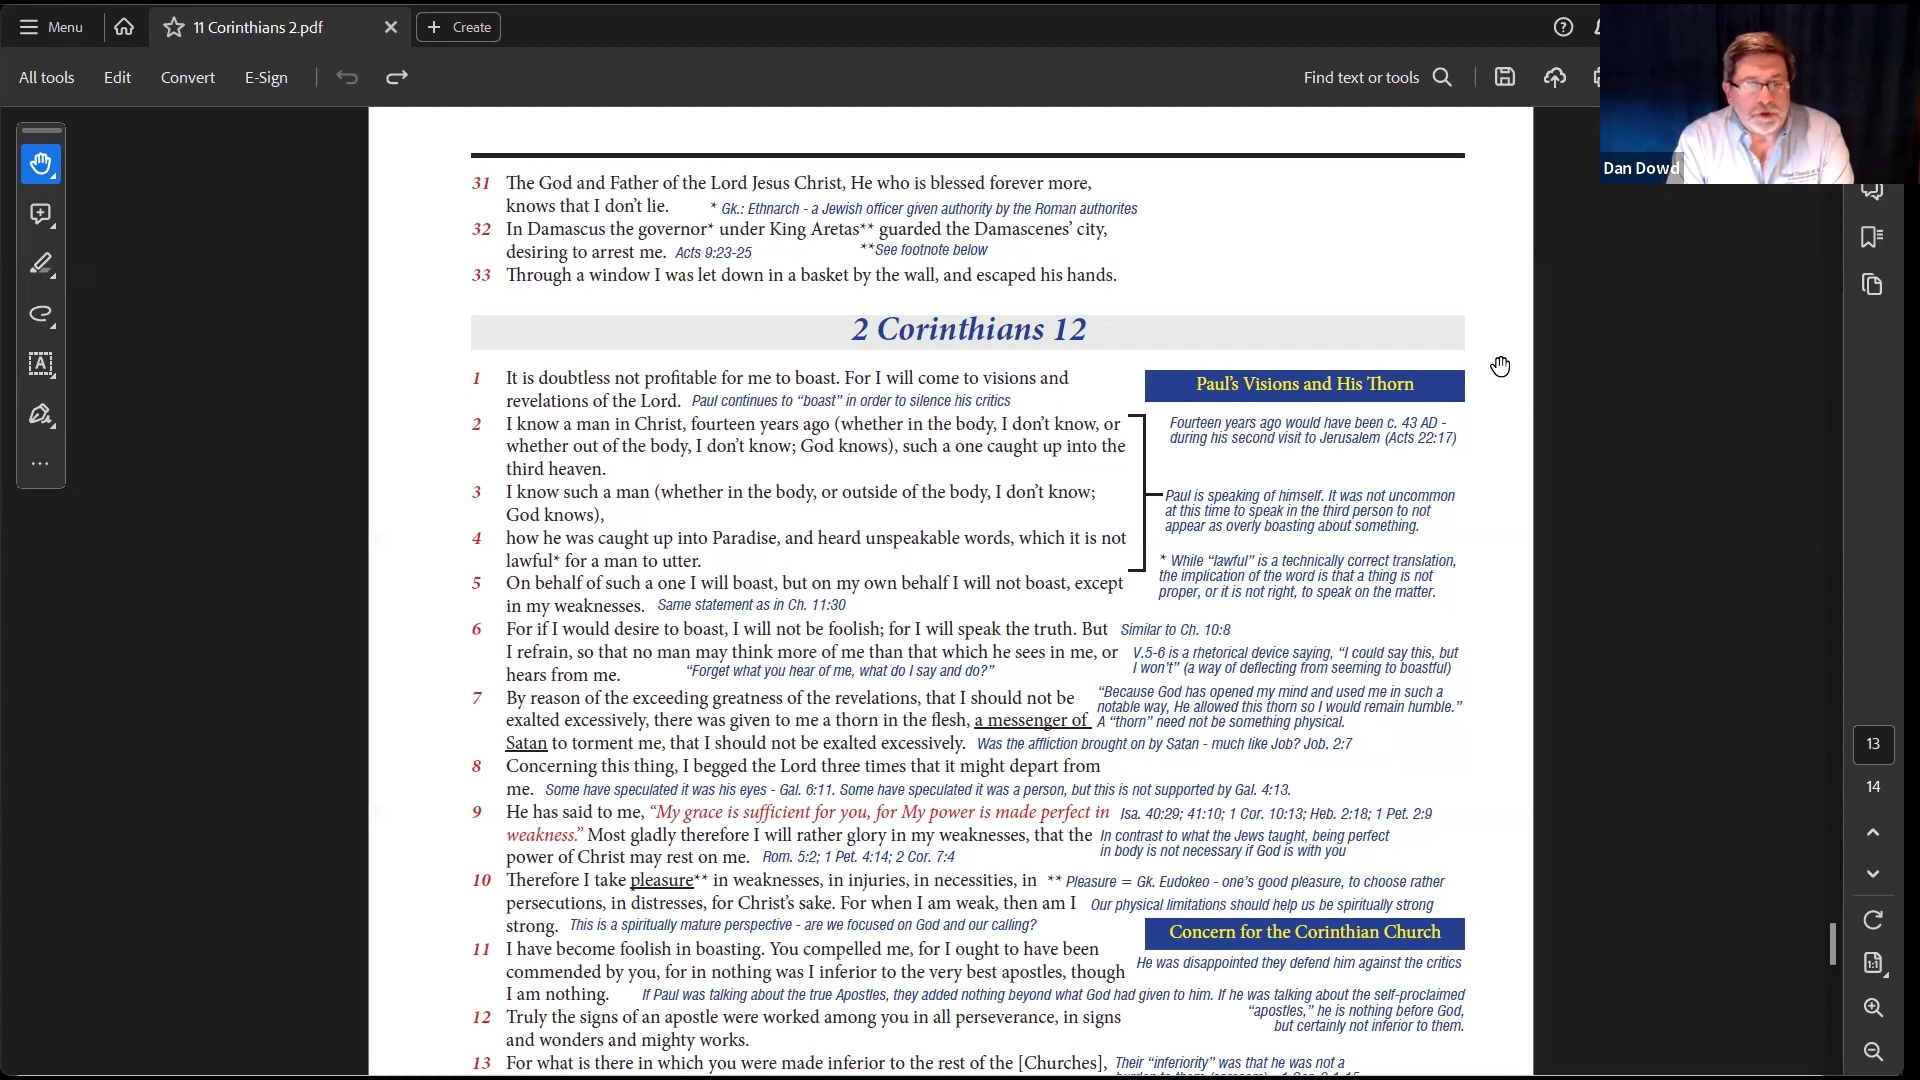 Menu
11 Corinthians 2.pdf
Create
All tools
Edit
Convert
E-Sign
Find text or tools
Dan Dowd
31 The God and Father of the Lord Jesus Christ, He who is blessed forever more,
knows that I don't lie. * Gk.: Ethnarch - a Jewish officer given authority by the Roman authorites
32 In Damascus the governor* under King Aretas** guarded the Damascenes' city,
desiring to arrest me. Acts 9:23-25 **See footnote below
33 Through a window I was let down in a basket by the wall, and escaped his hands.
2 Corinthians 12
1 It is doubtless not profitable for me to boast. For I will come to visions and
Paul's Visions and His Thorn
revelations of the Lord. Paul continues to "boast" in order to silence his critics
2 I know a man in Christ, fourteen years ago (whether in the body, I don't know, or
whether out of the body, I don't know; God knows), such a one caught up into the
third heaven.
Fourteen years ago would have been c. 43 AD -
during his second visit to Jerusalem (Acts 22:17)
3 I know such a man (whether in the body, or outside of the body, I don't know;
God knows),
Paul is speaking of himself. It was not uncommon
at this time to speak in the third person to not
appear as overly boasting about something.
4 how he was caught up into Paradise, and heard unspeakable words, which it is not
lawful* for a man to utter.
* While "lawful" is a technically correct translation,
the implication of the word is that a thing is not
proper, or it is not right, to speak on the matter.
5 On behalf of such a one I will boast, but on my own behalf I will not boast, except
in my weaknesses. Same statement as in Ch. 11:30
6 For if I would desire to boast, I will not be foolish; for I will speak the truth. But Similar to Ch. 10:8
I refrain, so that no man may think more of me than that which he sees in me, or
hears from me. "Forget what you hear of me, what do I say and do?"
V.5-6 is a rhetorical device saying, "I could say this, but
I won't" (a way of deflecting from seeming to boastful)
7 By reason of the exceeding greatness of the revelations, that I should not be
exalted excessively, there was given to me a thorn in the flesh, a messenger of
"Because God has opened my mind and used me in such a
notable way, He allowed this thorn so I would remain humble."
A "thorn" need not be something physical.
Satan to torment me, that I should not be exalted excessively. Was the affliction brought on by Satan - much like Job? Job. 2:7
8 Concerning this thing, I begged the Lord three times that it might depart from
me. Some have speculated it was his eyes - Gal. 6:11. Some have speculated it was a person, but this is not supported by Gal. 4:13.
9 He has said to me, "My grace is sufficient for you, for My power is made perfect in Isa. 40:29; 41:10; 1 Cor. 10:13; Heb. 2:18; 1 Pet. 2:9
weakness." Most gladly therefore I will rather glory in my weaknesses, that the
power of Christ may rest on me. Rom. 5:2; 1 Pet. 4:14; 2 Cor. 7:4
In contrast to what the Jews taught, being perfect
in body is not necessary if God is with you
10 Therefore I take pleasure** in weaknesses, in injuries, in necessities, in ** Pleasure = Gk. Eudokeo - one's good pleasure, to choose rather
persecutions, in distresses, for Christ's sake. For when I am weak, then am I Our physical limitations should help us be spiritually strong
strong. This is a spiritually mature perspective - are we focused on God and our calling?
Concern for the Corinthian Church
11 I have become foolish in boasting. You compelled me, for I ought to have been
commended by you, for in nothing was I inferior to the very best apostles, though He was disappointed they defend him against the critics
I am nothing. If Paul was talking about the true Apostles, they added nothing beyond what God had given to him. If he was talking about the self-proclaimed
"apostles," he is nothing before God,
but certainly not inferior to them.
12 Truly the signs of an apostle were worked among you in all perseverance, in signs
and wonders and mighty works.
13 For what is there in which you were made inferior to the rest of the [Churches], Their "inferiority" was that he was not a
13
14